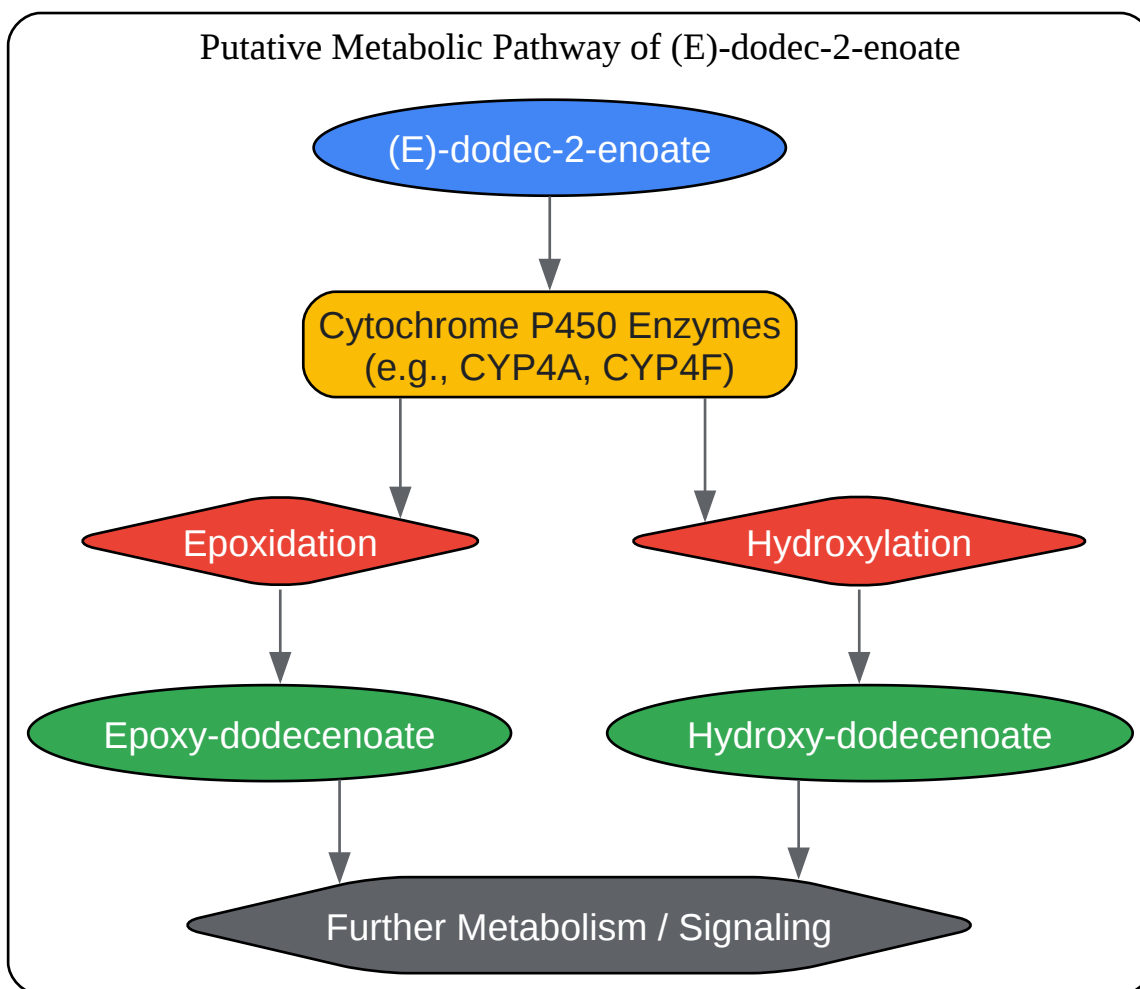 Putative Metabolic Pathway of (E)-dodec-2-enoate
(E)-dodec-2-enoate
Cytochrome P450 Enzymes
(e.g., CYP4A, CYP4F)
Epoxidation
Hydroxylation
Epoxy-dodecenoate
Hydroxy-dodecenoate
Further Metabolism / Signaling